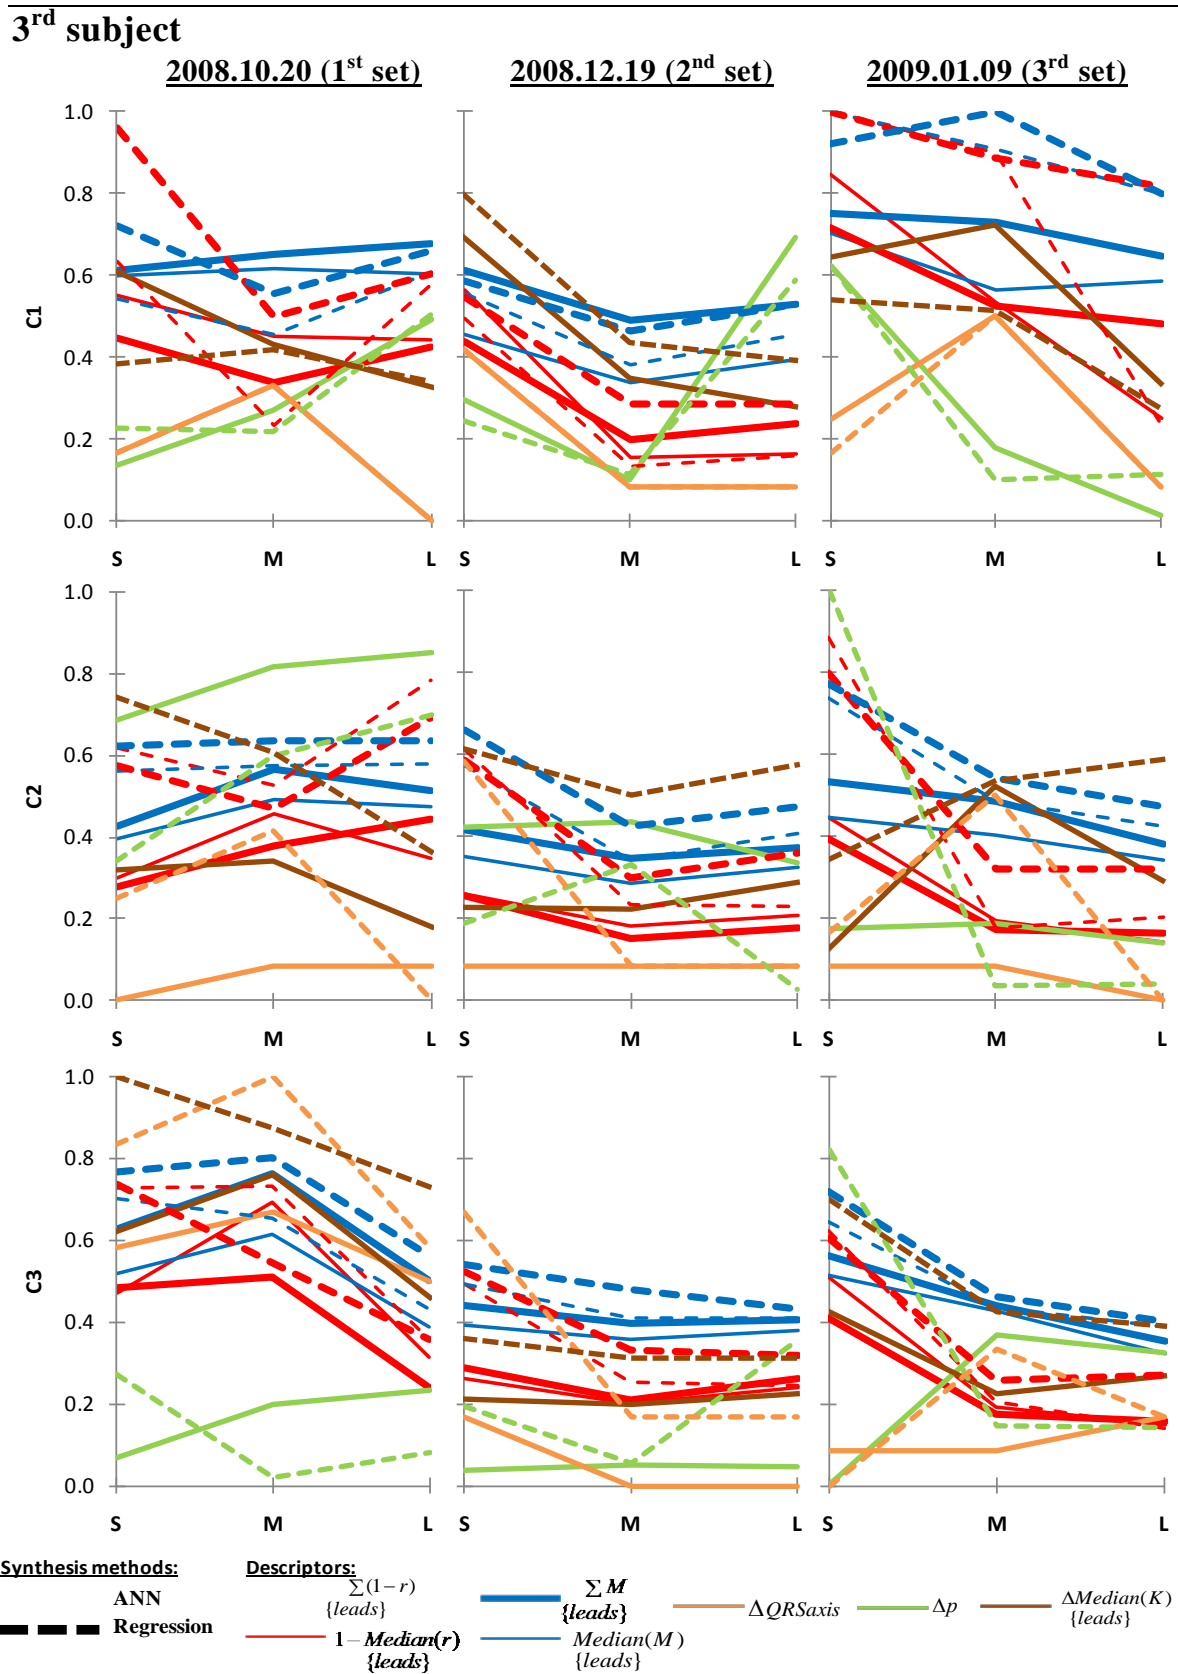 3rd subject
2008.10.20 (1st set) 2008.12.19 (2nd set) 2009.01.09 (3rd set)
1.0
0.8
0.6
0.4
0.2
0.0
C1
S M L S M L S M L
1.0
0.8
0.6
0.4
0.2
0.0
C2
S M L S M L S M L
1.0
0.8
0.6
0.4
0.2
0.0
C3
S M L S M L S M L
Synthesis methods: Descriptors:
ANN
Regression
∑(1−r)
{leads}
1−Median(r)
{leads}
∑M
{leads}
Median(M)
{leads}
ΔQRSaxis
Δp
ΔMedian(K)
{leads}